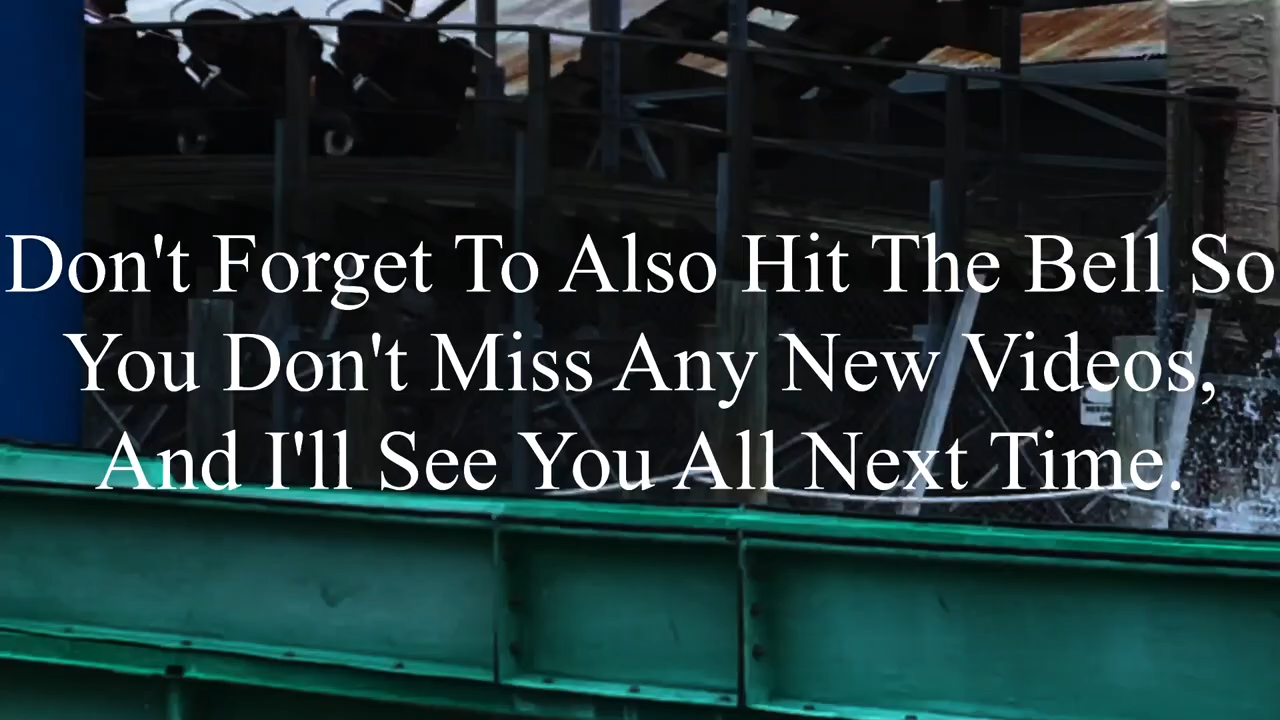 Don't Forget To Also Hit The Bell So
You Don't Miss Any New Videos,
And I'll See You All Next Time.